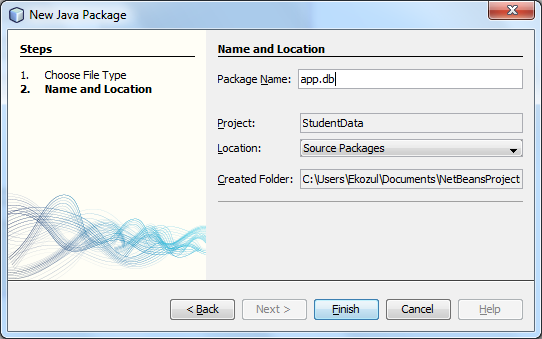 New Java Package
Steps
1. Choose File Type
2. Name and Location
Name and Location
Package Name: app.db
Project: StudentData
Location: Source Packages
Created Folder: C:\Users\Ekozul\Documents\NetBeansProject
< Back Next > Finish Cancel Help